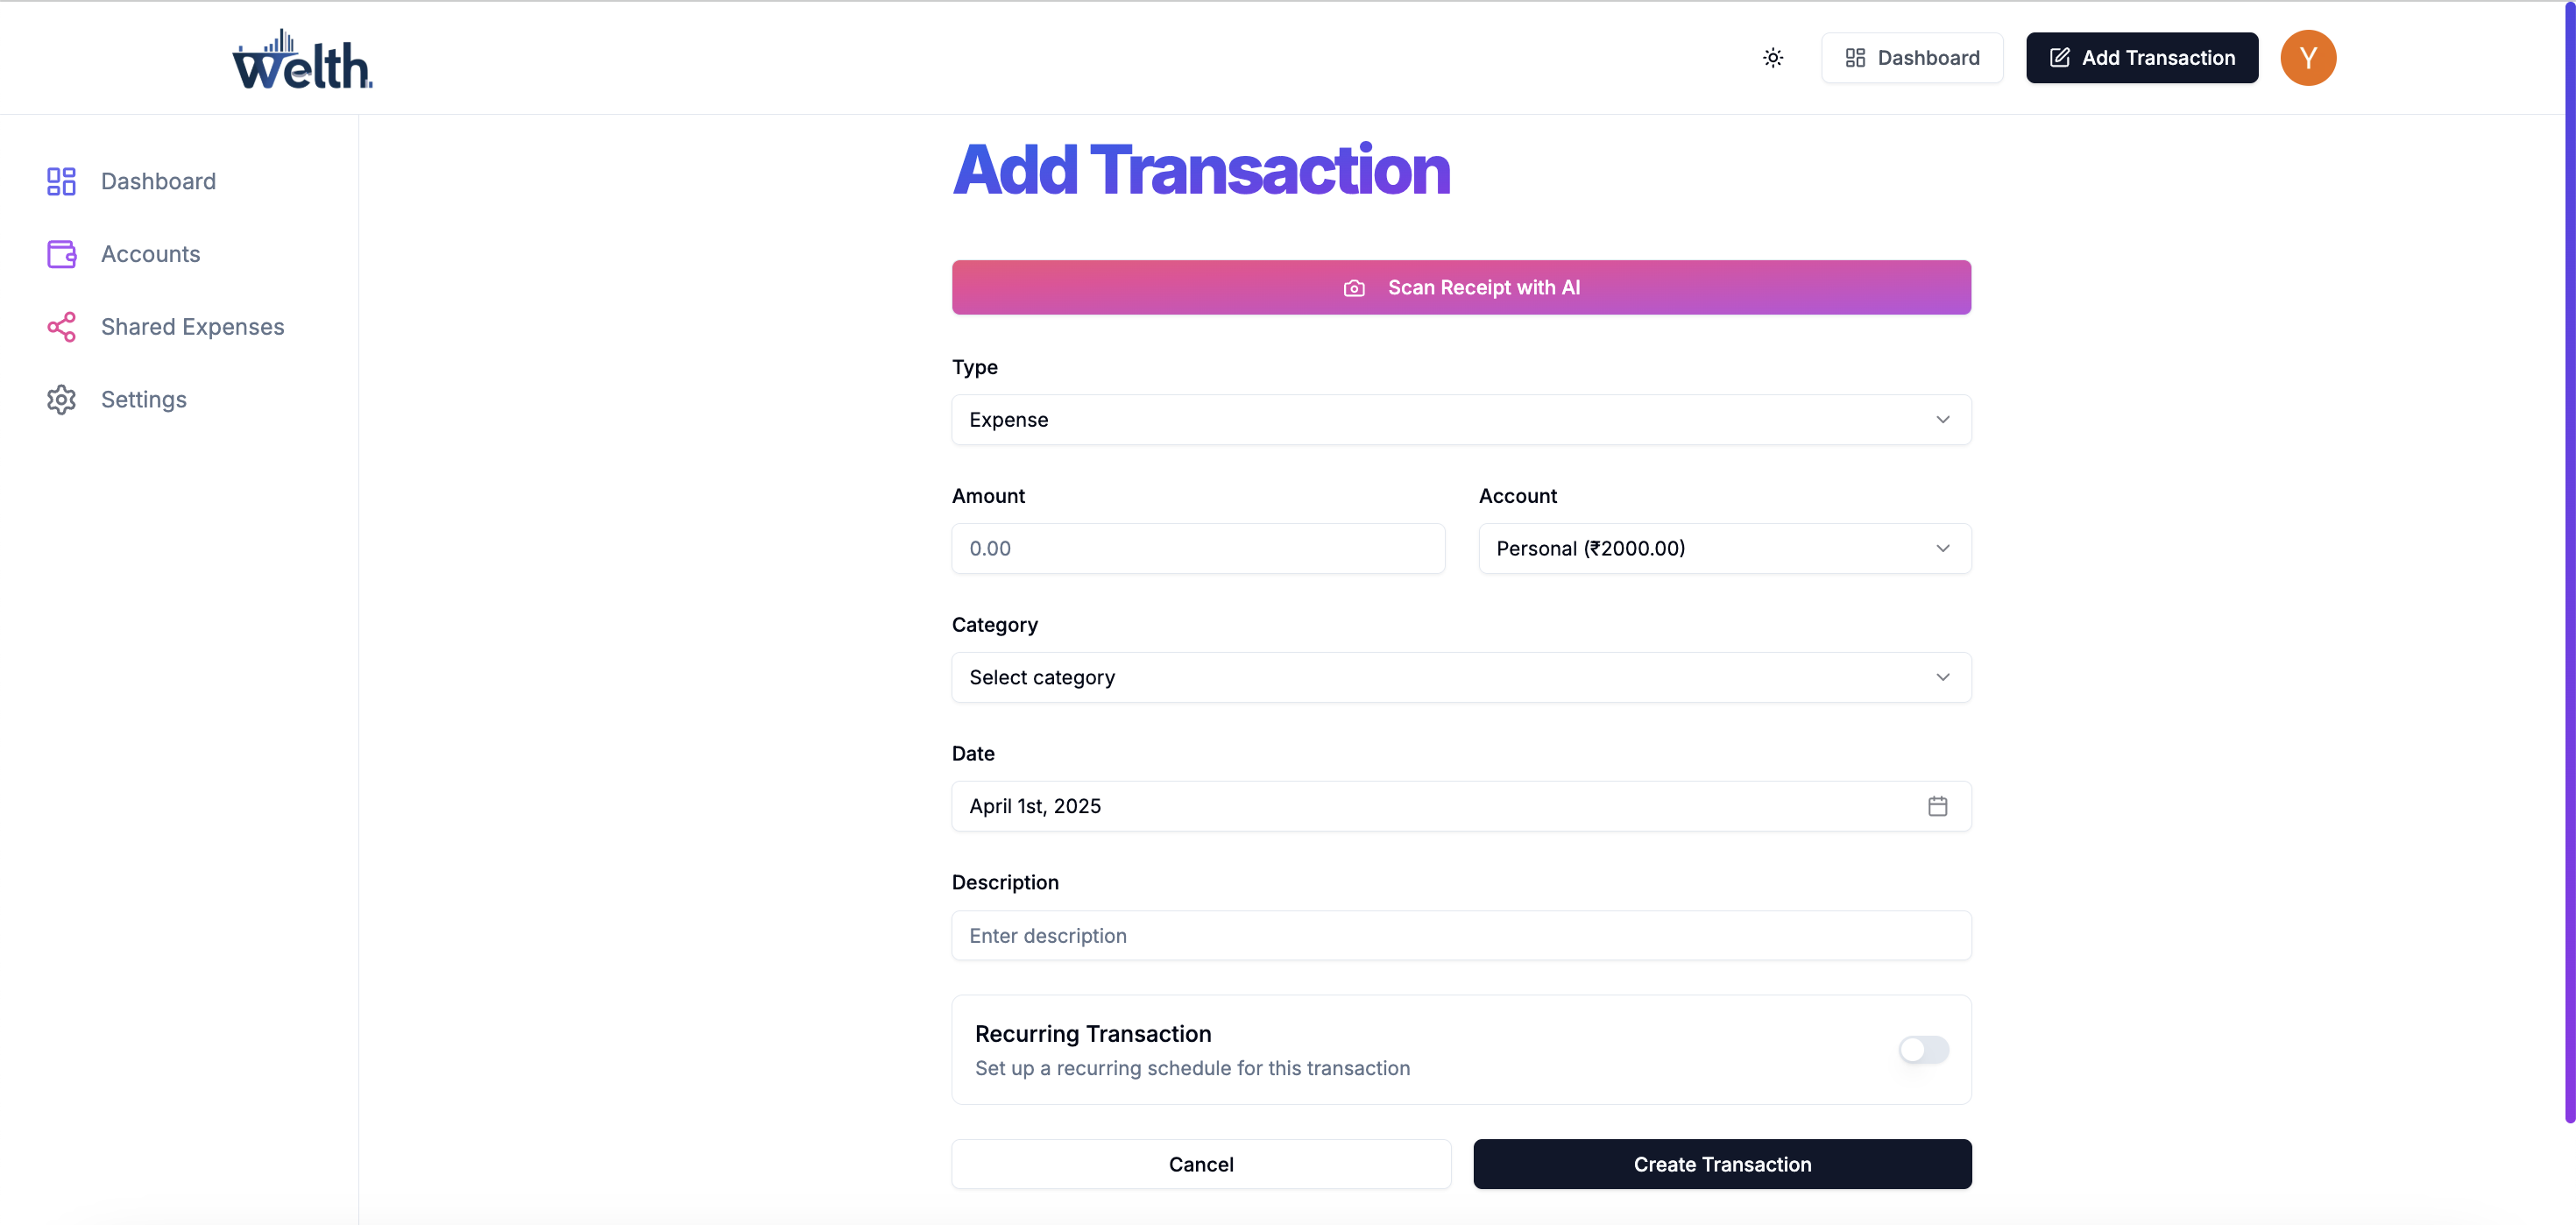 welth
Dashboard
Add Transaction
Y
Dashboard
Accounts
Shared Expenses
Settings
Add Transaction
Scan Receipt with AI
Type
Expense
Amount
Account
0.00
Personal (₹2000.00)
Category
Select category
Date
April 1st, 2025
Description
Enter description
Recurring Transaction
Set up a recurring schedule for this transaction
Cancel
Create Transaction